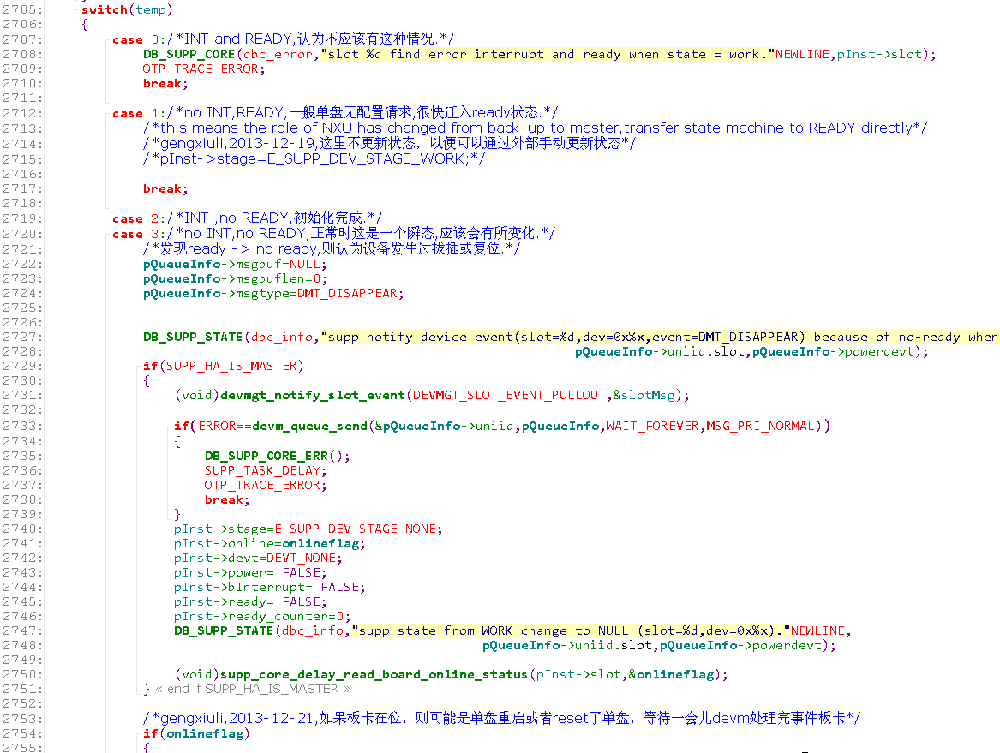 2705: switch(temp)
2706: {
2707: case 0:/*INT and READY,认为不应该有这种情况.*/
2708: DB_SUPP_CORE(dbc_error,"slot %d find error interrupt and ready when state = work."NEWLINE,pInst->slot);
2709: OTP_TRACE_ERROR;
2710: break;
2711:
2712: case 1:/*no INT,READY,一般单盘无配置请求,很快迁入ready状态.*/
2713: /*this means the role of NXU has changed from back-up to master,transfer state machine to READY directly*/
2714: /*gengxiuli,2013-12-19,这里不更新状态，以便可以通过外部手动更新状态*/
2715: /*pInst->stage=E_SUPP_DEV_STAGE_WORK;*/
2716:
2717: break;
2718:
2719: case 2:/*INT ,no READY,初始化完成.*/
2720: case 3:/*no INT,no READY,正常时这是一个瞬态,应该会有所变化.*/
2721: /*发现ready -> no ready,则认为设备发生过拔插或复位.*/
2722: pQueueInfo->msgbuf=NULL;
2723: pQueueInfo->msgbuflen=0;
2724: pQueueInfo->msgtype=DMT_DISAPPEAR;
2725:
2726:
2727: DB_SUPP_STATE(dbc_info,"supp notify device event(slot=%d,dev=0x%x,event=DMT_DISAPPEAR) because of no-ready when
2728: pQueueInfo->uniid.slot,pQueueInfo->powerdevt);
2729: if(SUPP_HA_IS_MASTER)
2730: {
2731: (void)devmgt_notify_slot_event(DEVMGT_SLOT_EVENT_PULLOUT,&slotMsg);
2732:
2733: if(ERROR==devm_queue_send(&pQueueInfo->uniid,pQueueInfo,WAIT_FOREVER,MSG_PRI_NORMAL))
2734: {
2735: DB_SUPP_CORE_ERR();
2736: SUPP_TASK_DELAY;
2737: OTP_TRACE_ERROR;
2738: break;
2739: }
2740: pInst->stage=E_SUPP_DEV_STAGE_NONE;
2741: pInst->online=onlineflag;
2742: pInst->devt=DEVT_NONE;
2743: pInst->power= FALSE;
2744: pInst->bInterrupt= FALSE;
2745: pInst->ready= FALSE;
2746: pInst->ready_counter=0;
2747: DB_SUPP_STATE(dbc_info,"supp state from WORK change to NULL (slot=%d,dev=0x%x)."NEWLINE,
2748: pQueueInfo->uniid.slot,pQueueInfo->powerdevt);
2749:
2750: (void)supp_core_delay_read_board_online_status(pInst->slot,&onlineflag);
2751: } « end if SUPP_HA_IS_MASTER »
2752:
2753: /*gengxiuli,2013-12-21,如果板卡在位，则可能是单盘重启或者reset了单盘，等待一会儿devm处理完事件板卡*/
2754: if(onlineflag)
2755: {